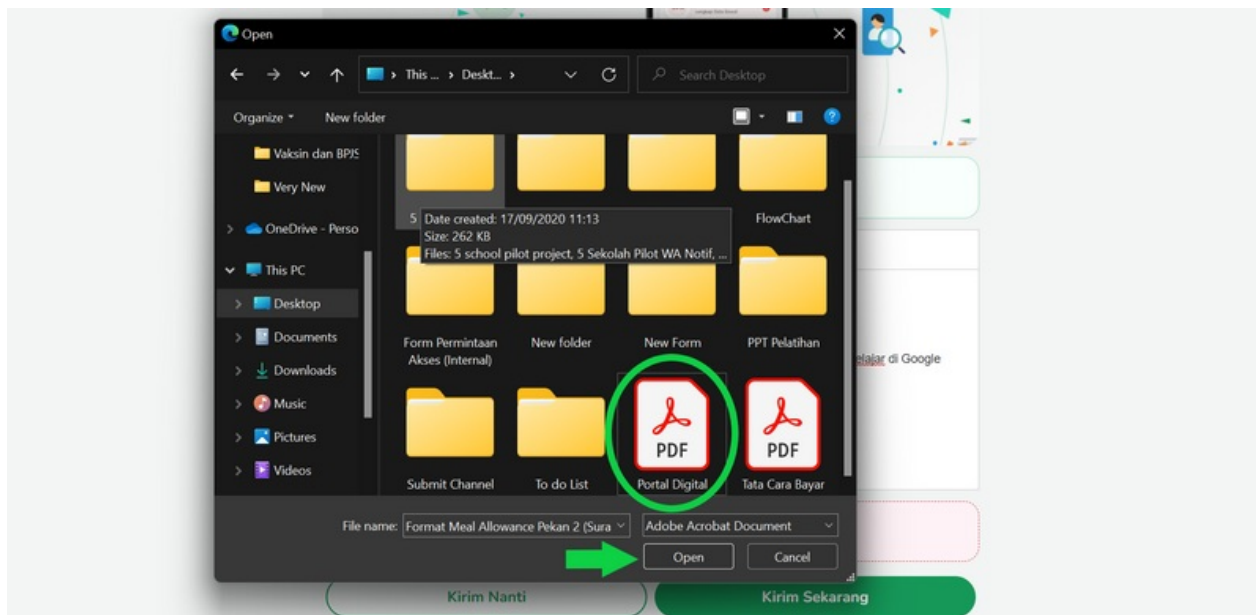 Open
This ... > Deskt... >
Search Desktop
Organize
New folder
Vaksin dan BPJS
Very New
OneDrive - Perso
This PC
Desktop
Documents
Downloads
Music
Pictures
Videos
5
Date created: 17/09/2020 11:13
Size: 262 KB
Files: 5 school pilot project, 5 Sekolah Pilot WA Notif, ...
FlowChart
Form Permintaan
Akses (Internal)
New folder
New Form
PPT Pelatihan
PDF
PDF
Submit Channel
To do List
Portal Digital
Tata Cara Bayar
elajar di Google
File name: Format Meal Allowance Pekan 2 (Sura
Adobe Acrobat Document
Open
Cancel
Kirim Nanti
Kirim Sekarang